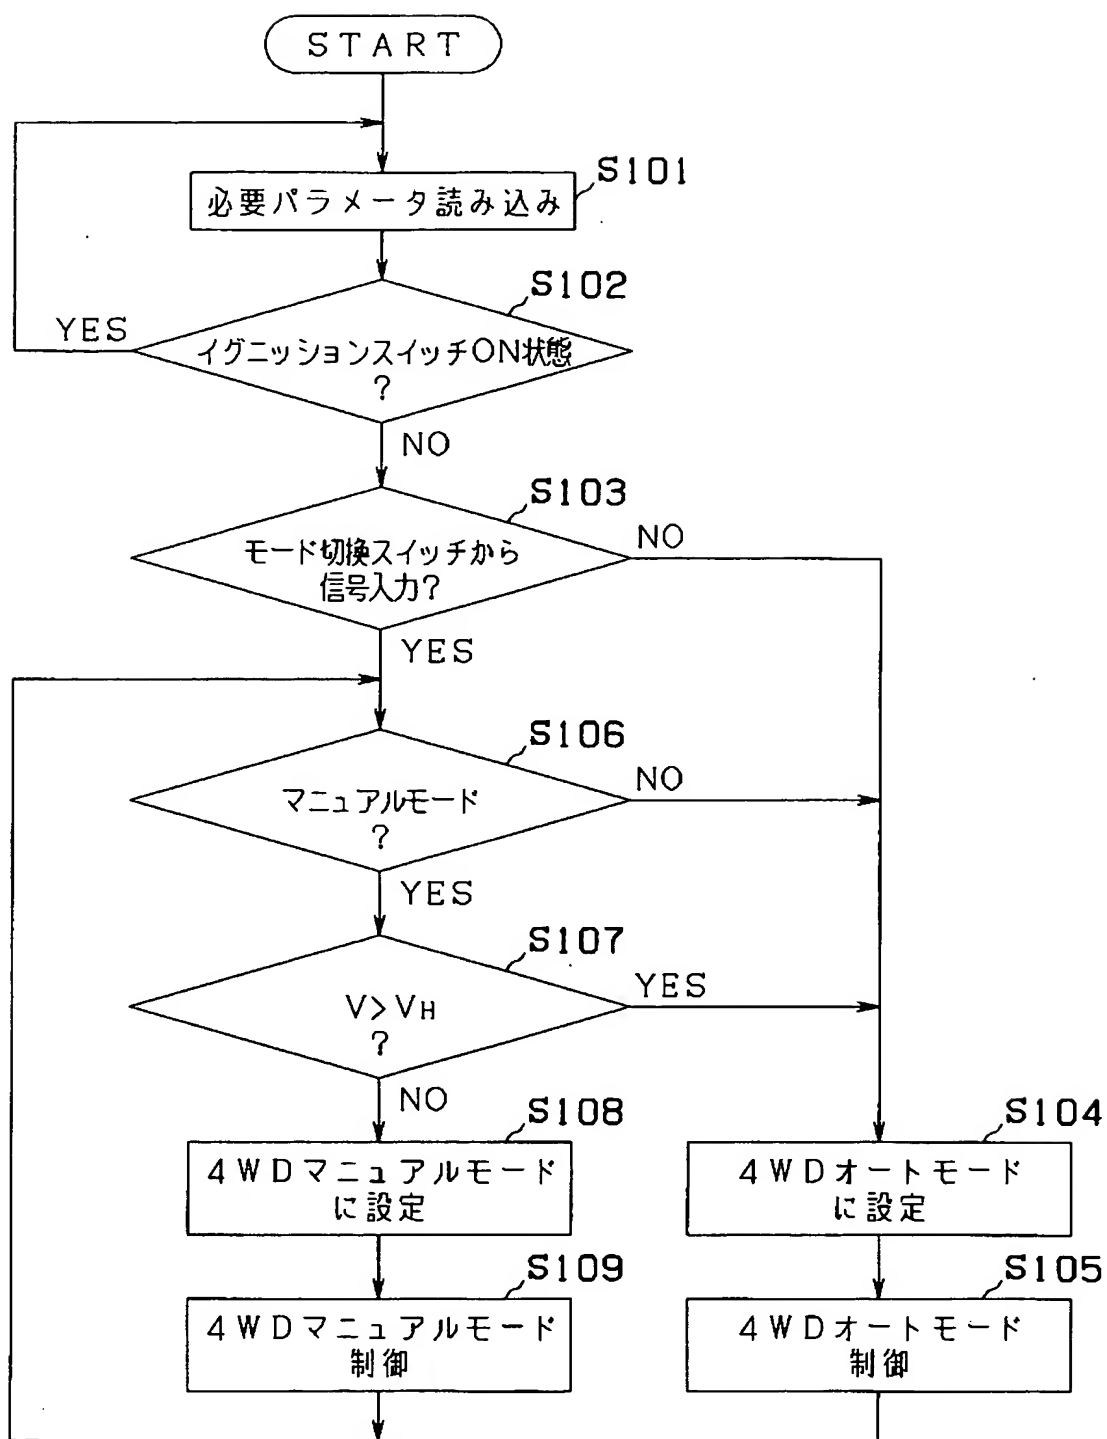 START
S101
必要パラメータ読み込み
S102
YES
イグニッションスイッチON状態
?
NO
S103
モード切換スイッチから
信号入力?
NO
YES
S106
マニュアルモード
?
NO
YES
S107
V>VH
?
YES
NO
S108
4WDマニュアルモード
に設定
S104
4WDオートモード
に設定
S109
4WDマニュアルモード
制御
S105
4WDオートモード
制御